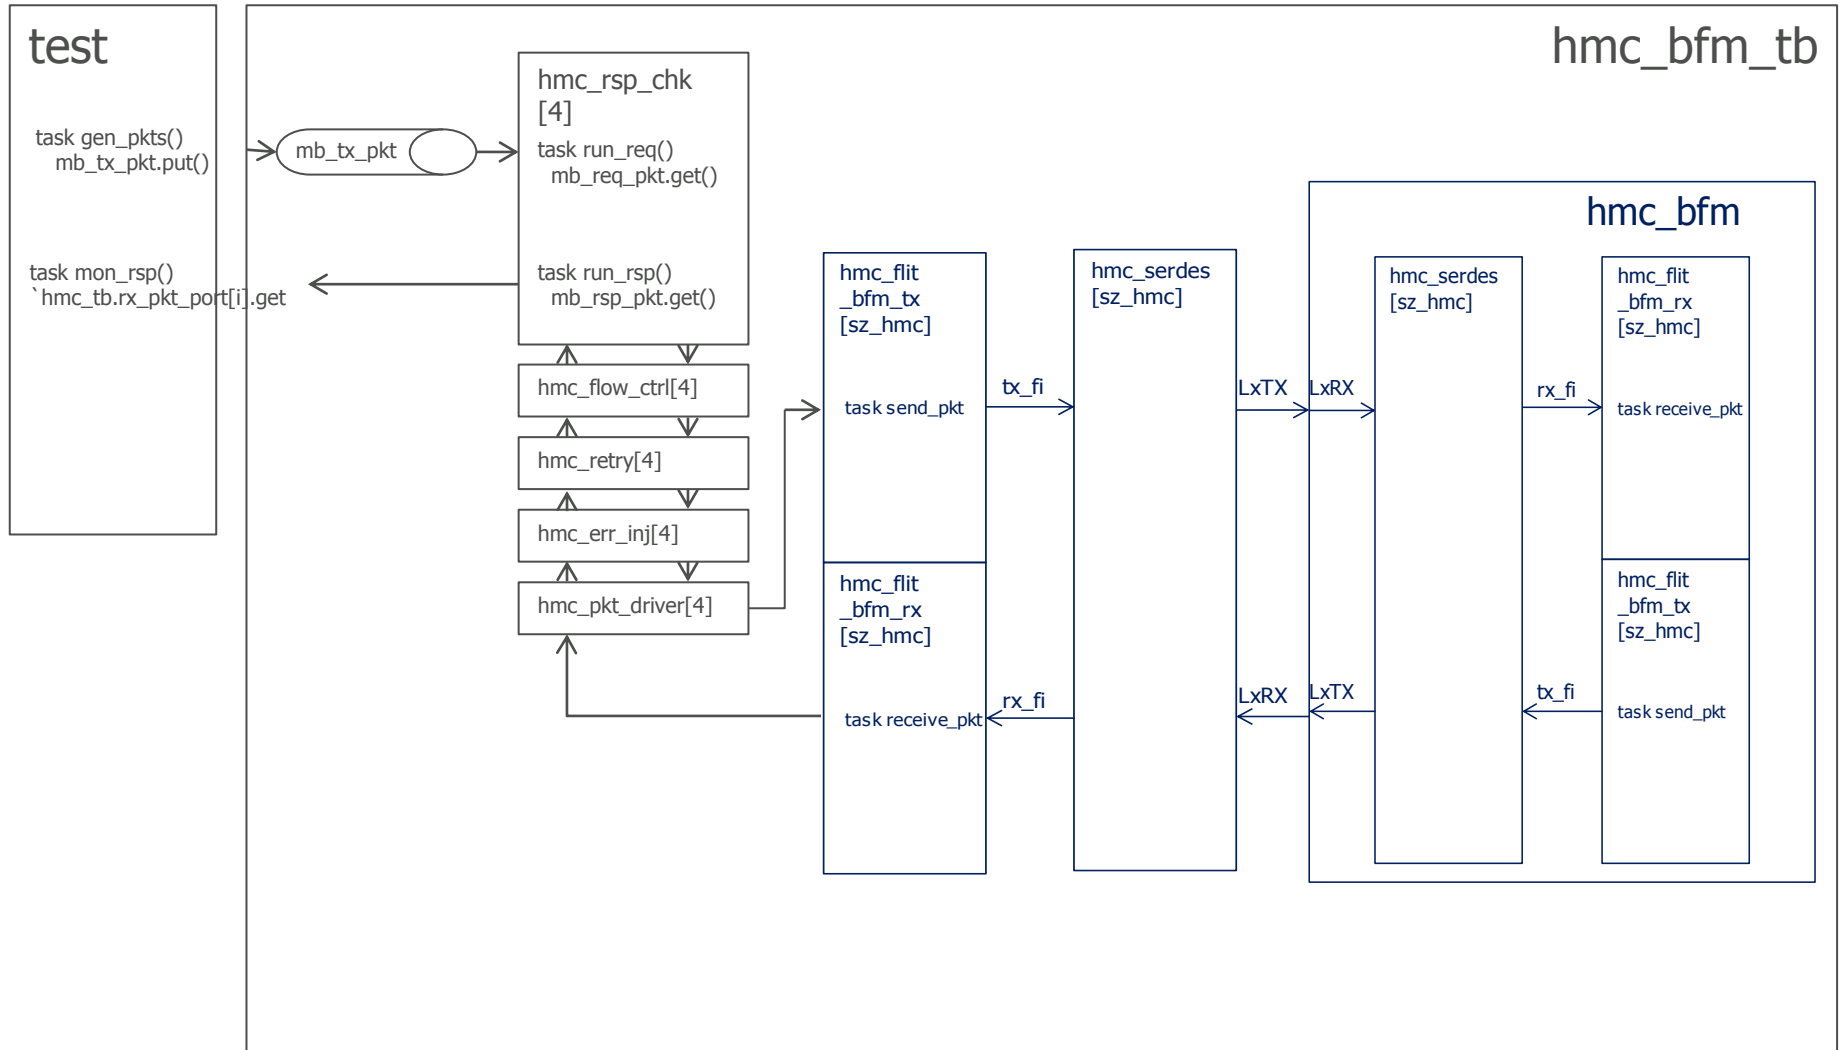 test
task gen_pkts()
mb_tx_pkt.put()
task mon_rsp()
`hmc_tb.rx_pkt_port[i].get
hmc_bfm_tb
mb_tx_pkt
hmc_rsp_chk
[4]
task run_req()
mb_req_pkt.get()
task run_rsp()
mb_rsp_pkt.get()
hmc_flow_ctrl[4]
hmc_retry[4]
hmc_err_inj[4]
hmc_pkt_driver[4]
hmc_flit
_bfm_tx
[sz_hmc]
task send_pkt
hmc_flit
_bfm_rx
[sz_hmc]
task receive_pkt
tx_fi
rx_fi
hmc_serdes
[sz_hmc]
LxTX
LxRX
LxRX
LxTX
hmc_bfm
hmc_serdes
[sz_hmc]
rx_fi
tx_fi
hmc_flit
_bfm_rx
[sz_hmc]
task receive_pkt
hmc_flit
_bfm_tx
[sz_hmc]
task send_pkt